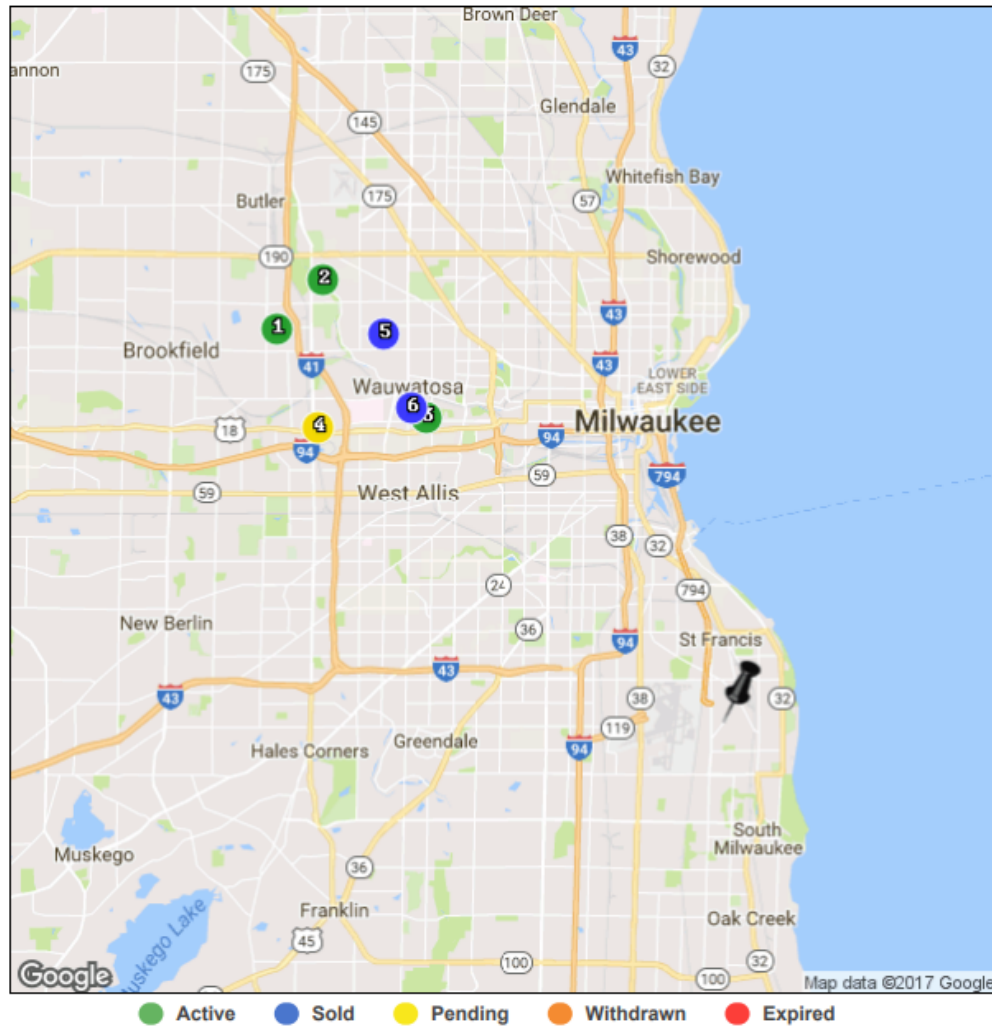 Brown Deer
annon
175
43
32
Glendale
145
Whitefish Bay
175
57
Butler
190
Shorewood
2
43
1
5
Brookfield
41
43
LOWER
EAST SIDE
Wauwatosa
6
3
4
18
Milwaukee
94
94
59
794
59
West Allis
38
32
24
794
New Berlin
36
St Francis
94
43
43
38
32
119
Hales Corners
Greendale
94
South
Milwaukee
Muskego
36
Franklin
Oak Creek
45
Muskego Lake
100
32
100
Google
Map data ©2017 Google
Active Sold Pending Withdrawn Expired